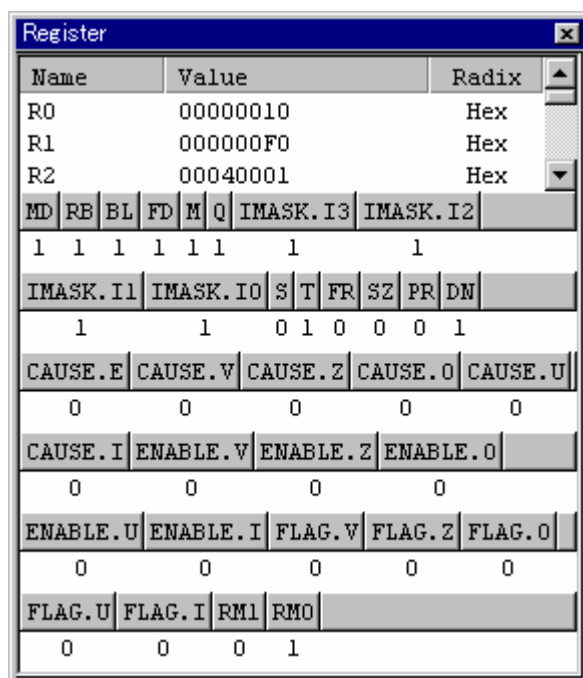 Register
Name Value Radix
R0 00000010 Hex
R1 000000F0 Hex
R2 00040001 Hex
MD RB BL FD M Q IMASK.I3 IMASK.I2
1 1 1 1 1 1 1 1
IMASK.I1 IMASK.I0 S T FR SZ PR DN
1 1 0 1 0 0 0 1
CAUSE.E CAUSE.V CAUSE.Z CAUSE.O CAUSE.U
0 0 0 0 0
CAUSE.I ENABLE.V ENABLE.Z ENABLE.O
0 0 0 0
ENABLE.U ENABLE.I FLAG.V FLAG.Z FLAG.O
0 0 0 0 0
FLAG.U FLAG.I RM1 RM0
0 0 0 1